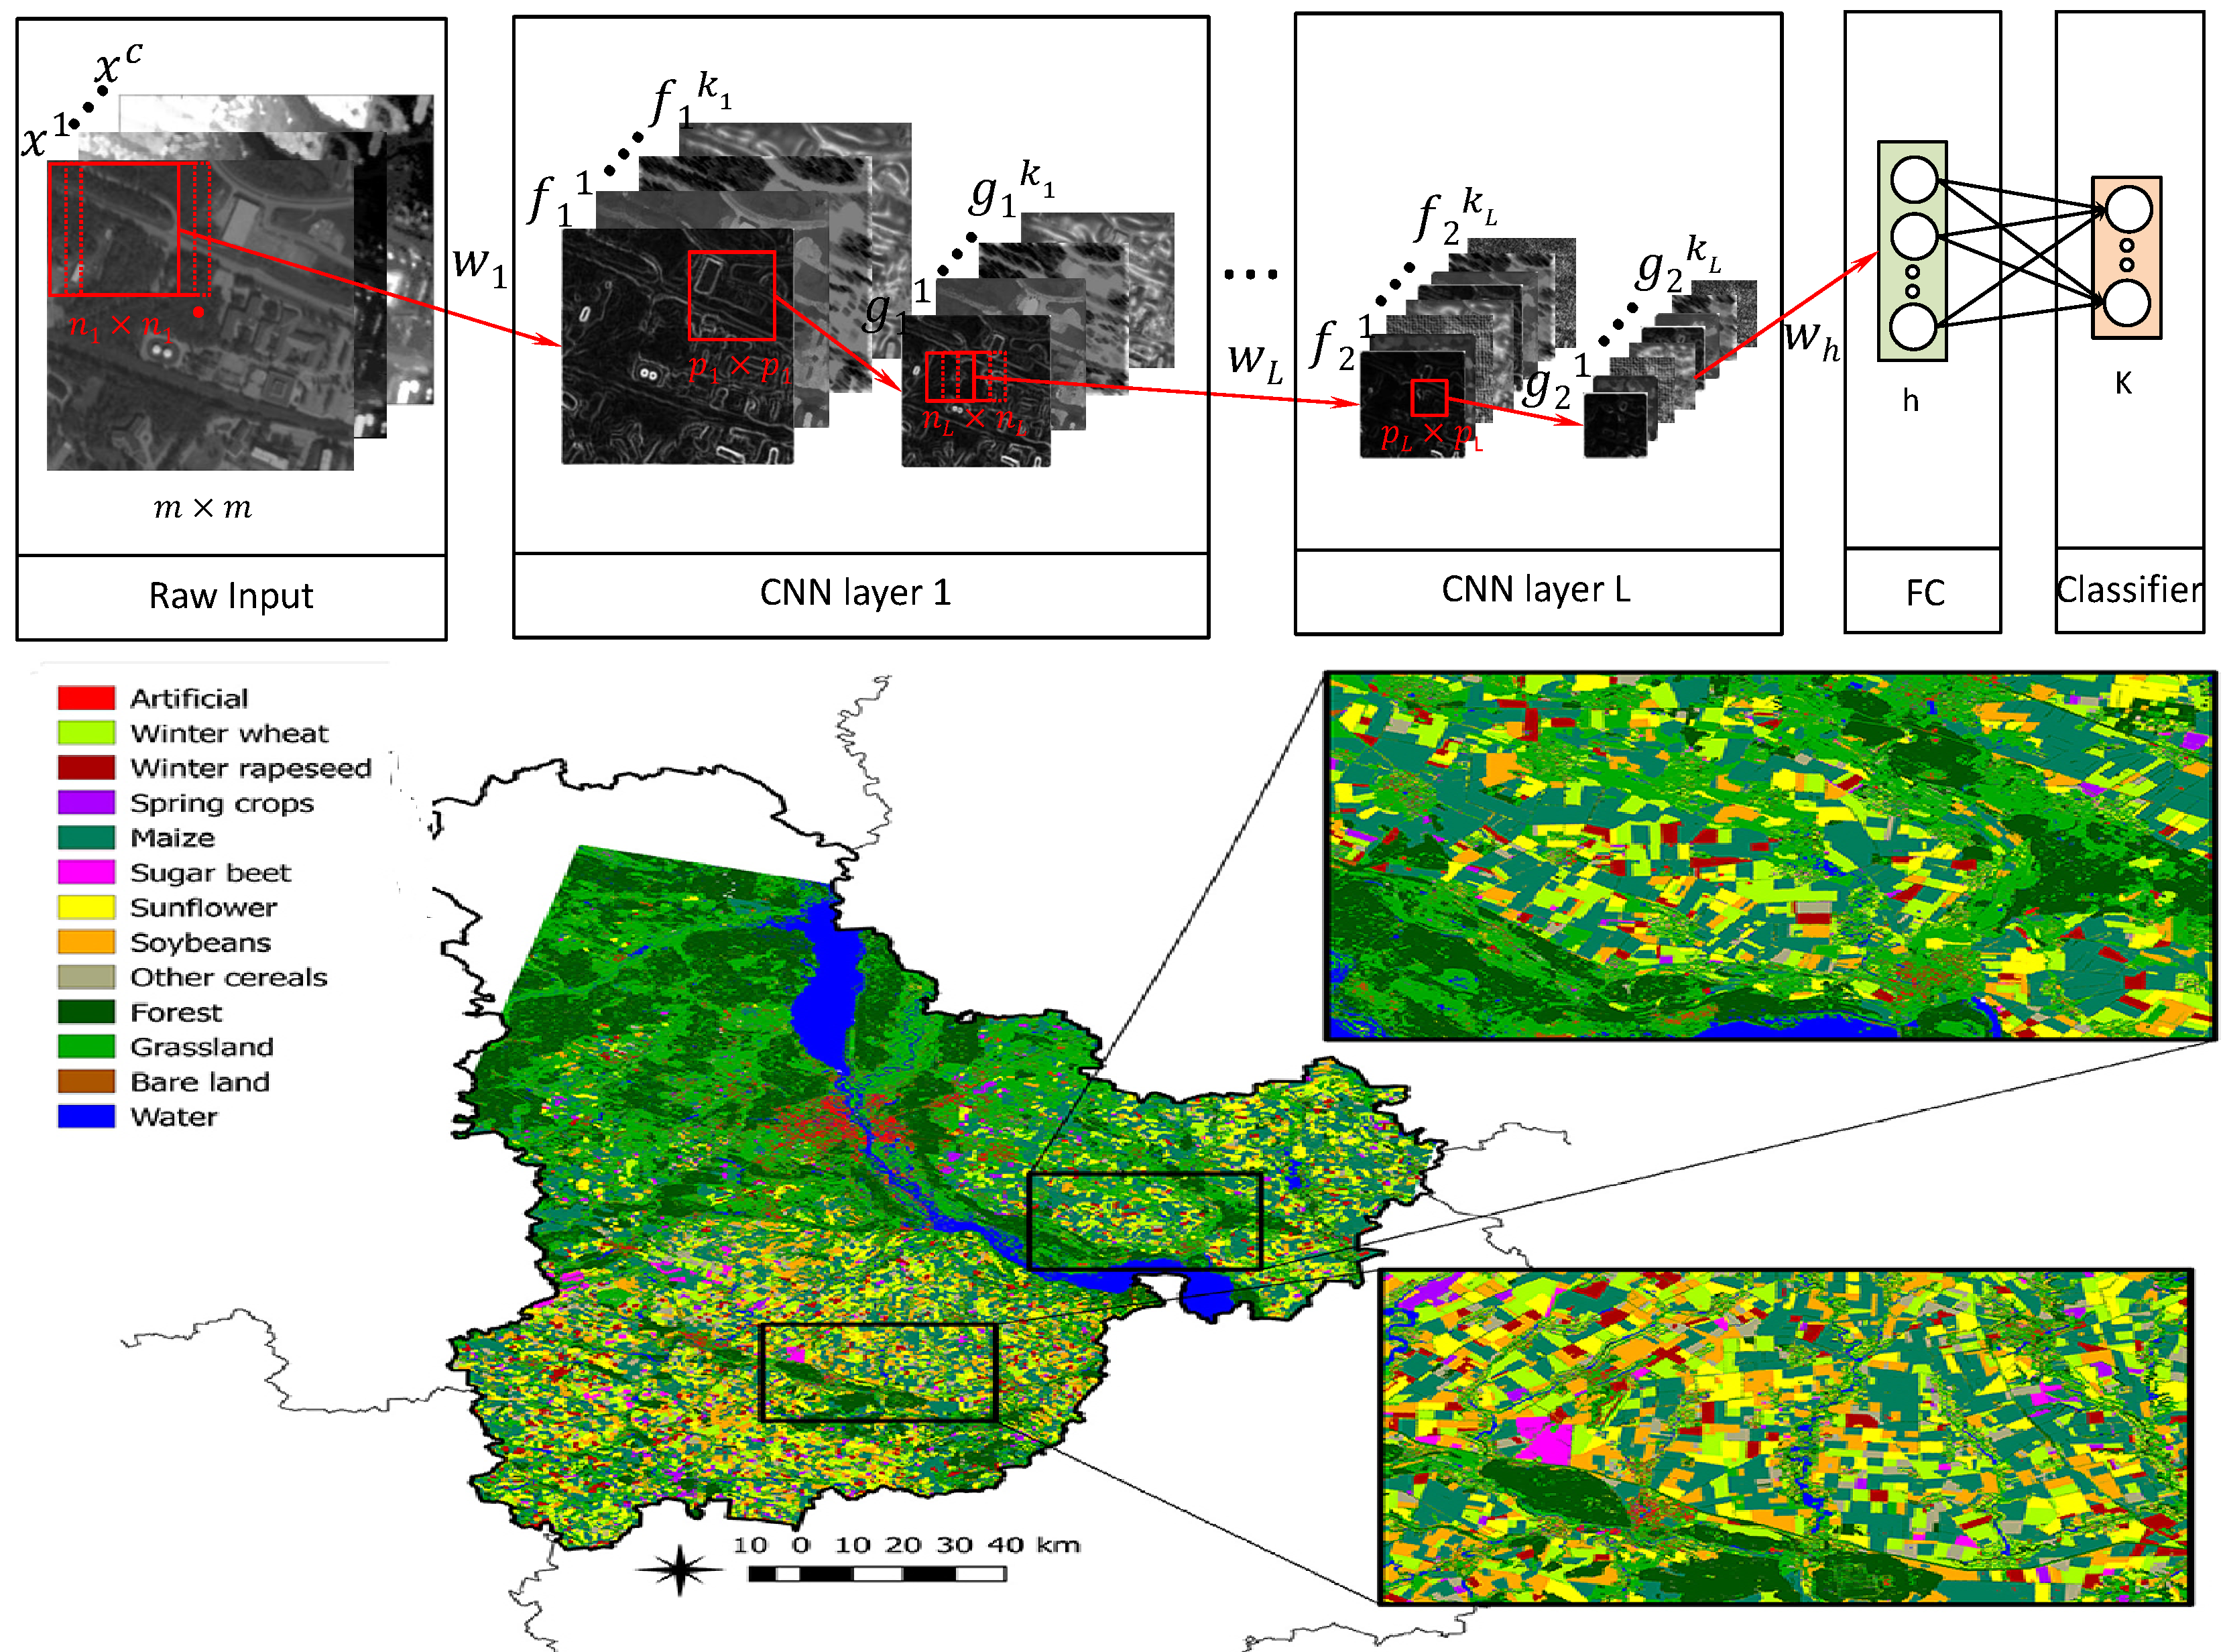 x^c
x^1
n_1 × n_1
m × m
Raw Input
w_1
f_1^{k_1}
f_1^1
p_1 × p_1
g_1^{k_1}
g_1^1
n_L × n_L
CNN layer 1
w_L
f_2^{k_L}
f_2^1
p_L × p_L
g_2^{k_L}
g_2^1
CNN layer L
w_h
h
FC
K
Classifier
Artificial
Winter wheat
Winter rapeseed
Spring crops
Maize
Sugar beet
Sunflower
Soybeans
Other cereals
Forest
Grassland
Bare land
Water
10 0 10 20 30 40 km